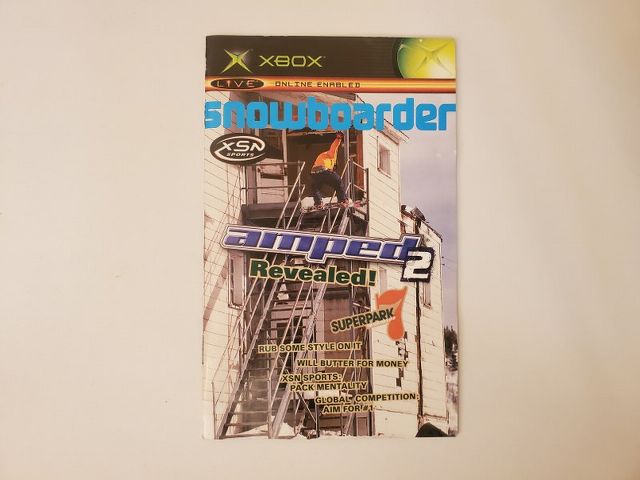 XBOX
LIVE ONLINE ENABLED
snowboarder
XSN
SPORTS
amped 2
Revealed!
SUPERPARK 7
RUB SOME STYLE ON IT
WILL BUTTER FOR MONEY
XSN SPORTS:
PACK MENTALITY
GLOBAL COMPETITION:
AIM FOR #1